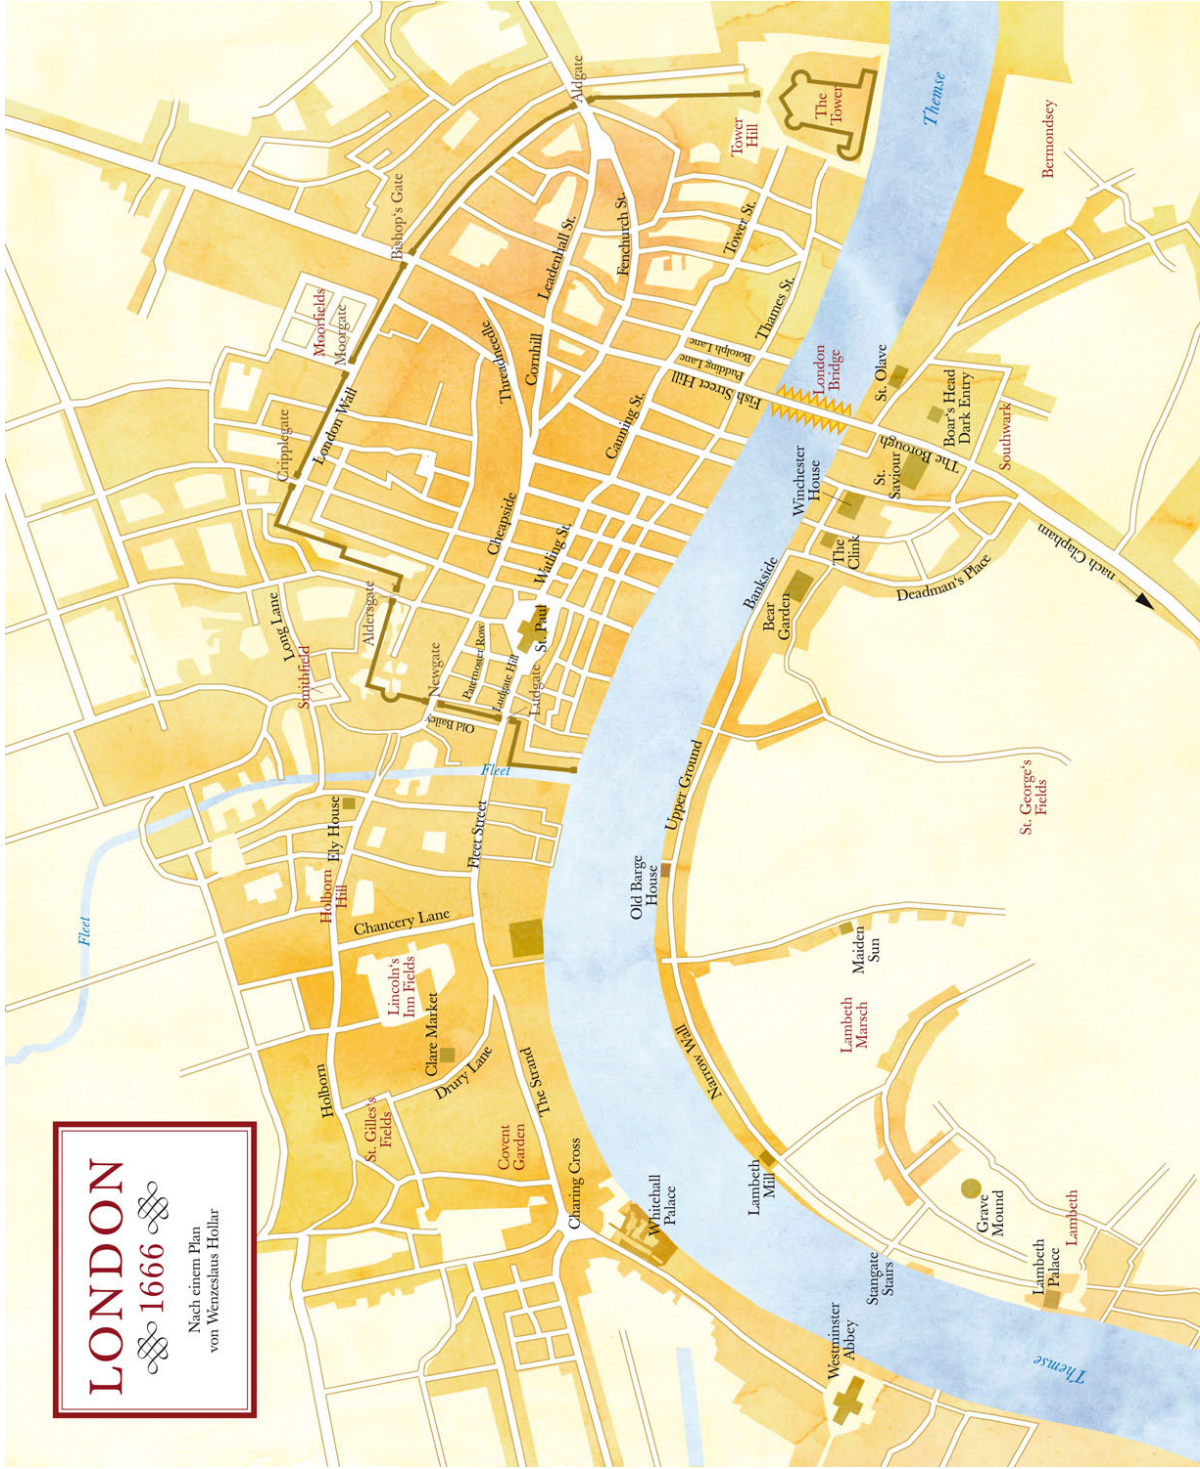 LONDON
1666
Nach einem Plan
von Wenzeslaus Hollar
Fleet
Holborn
St. Gilles's
Fields
Covent
Garden
Drury Lane
Clare Market
Lincoln's
Inn Fields
Chancery Lane
Holborn
Hill
Ely House
The Strand
Charing Cross
Whitehall
Palace
Westminster
Abbey
Themse
Fleet Street
Fleet
Smithfield
Long Lane
Aldersgate
Newgate
Old Bailey
Paternoster Row
Ludgate Hill
Ludgate
St. Paul
Watling St.
Cheapside
Cripplegate
London Wall
Moorfields
Moorgate
Bishop's Gate
Threadneedle
Cornhill
Leadenhall St.
Fenchurch St.
Aldgate
Canning St.
Fish Street Hill
Pudding Lane
Botolph Lane
Thames St.
Tower St.
Tower
Hill
The
Tower
Themse
London
Bridge
Bermondsey
St. Olave
Boar's Head
Dark Entry
Southwark
The Borough
St.
Saviour
Winchester
House
The
Clink
Deadman's Place
nach Clapham
Bankside
Bear
Garden
Upper Ground
Old Barge
House
St. George's
Fields
Maiden
Sun
Lambeth
Marsch
Narrow Wall
Lambeth
Mill
Stangate
Stairs
Grave
Mound
Lambeth
Palace
Lambeth